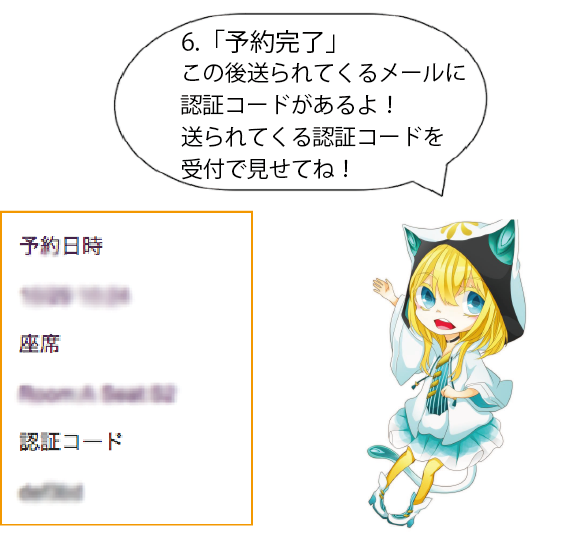 6.「予約完了」
この後送られてくるメールに
認証コードがあるよ！
送られてくる認証コードを
受付で見せてね！
予約日時
座席
Room:A Seat:S2
認証コード